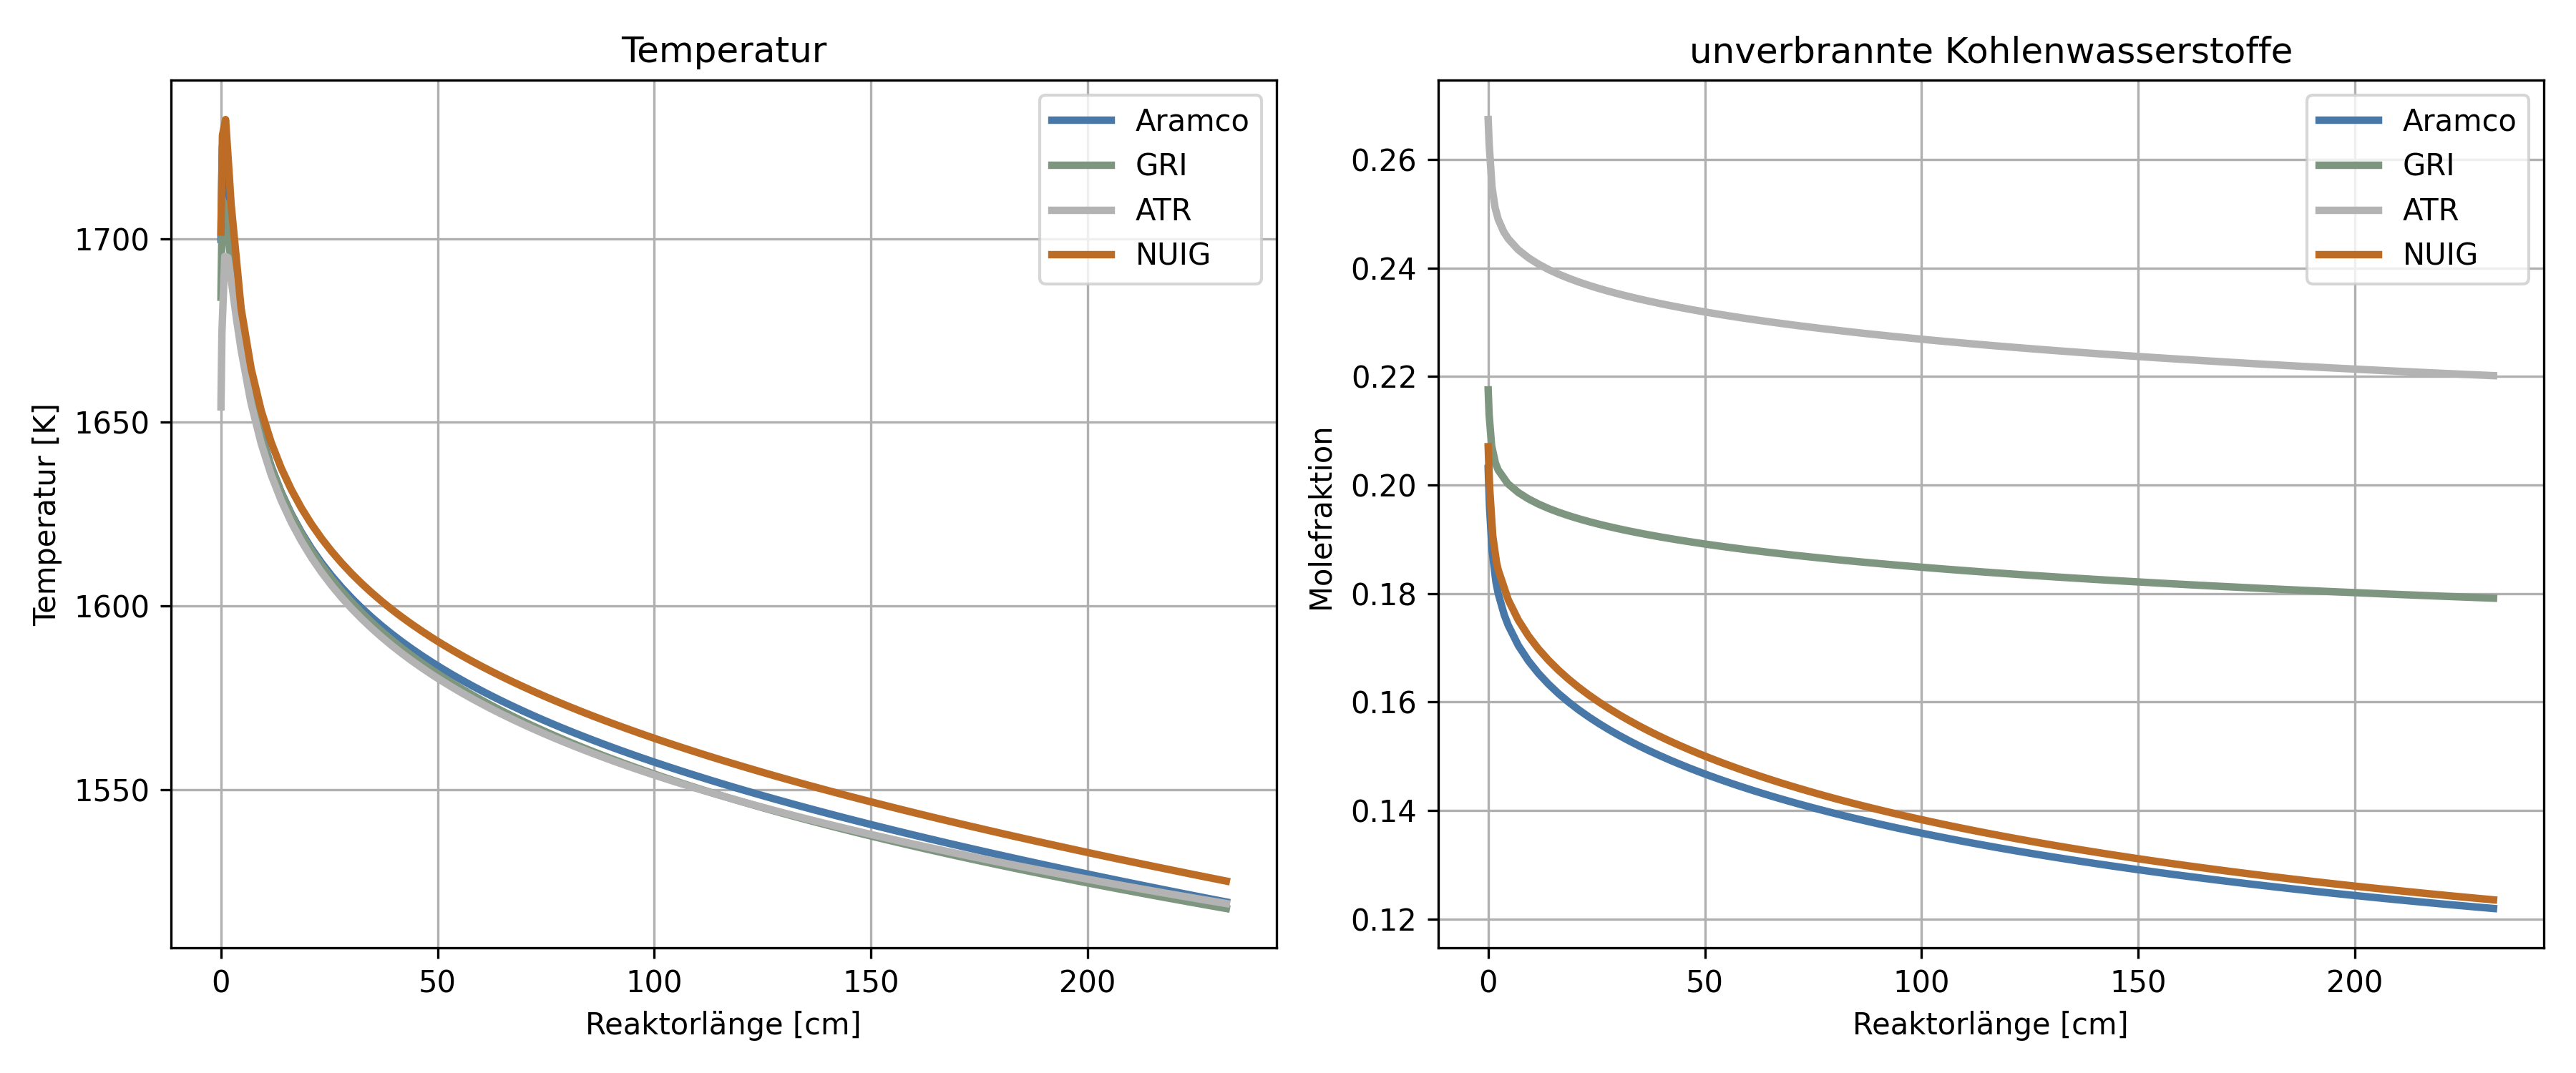 Temperatur
Temperatur [K]
1700
1650
1600
1550
0 50 100 150 200
Reaktorlänge [cm]
Aramco
GRI
ATR
NUIG
unverbrannte Kohlenwasserstoffe
Molefraktion
0.26
0.24
0.22
0.20
0.18
0.16
0.14
0.12
0 50 100 150 200
Reaktorlänge [cm]
Aramco
GRI
ATR
NUIG